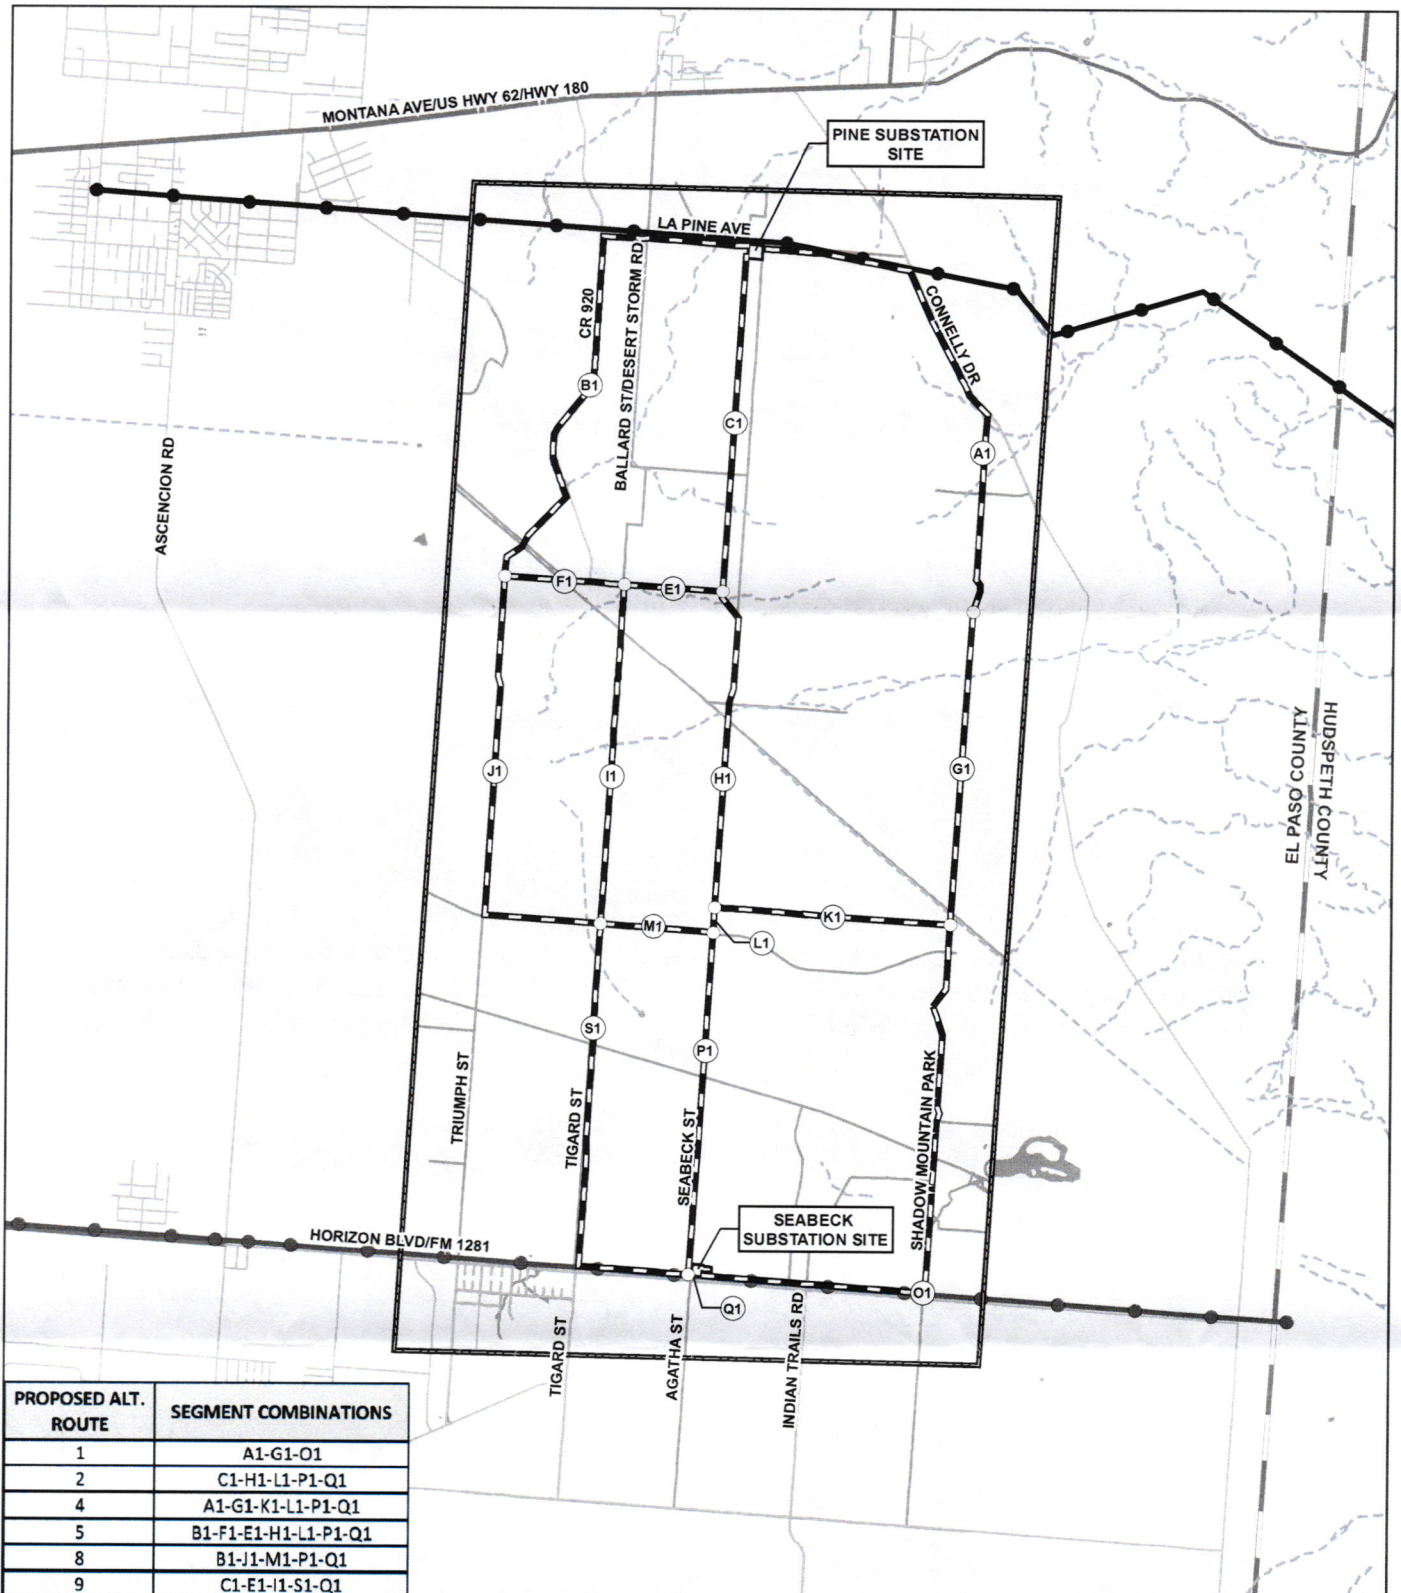 MONTANA AVE/US HWY 62/HWY 180
PINE SUBSTATION
SITE
LA PINE AVE
CR 920
BALLARD ST/DESERT STORM RD
CONNELLY DR
B1
C1
A1
ASCENCION RD
F1
E1
J1
I1
H1
G1
EL PASO COUNTY
HUDSPETH COUNTY
M1
K1
L1
S1
P1
TRIUMPH ST
TIGARD ST
SEABECK ST
SHADOW MOUNTAIN PARK
SEABECK
SUBSTATION SITE
HORIZON BLVD/FM 1281
Q1
O1
TIGARD ST
AGATHA ST
INDIAN TRAILS RD
PROPOSED ALT.
ROUTE
SEGMENT COMBINATIONS
1 A1-G1-O1
2 C1-H1-L1-P1-Q1
4 A1-G1-K1-L1-P1-Q1
5 B1-F1-E1-H1-L1-P1-Q1
8 B1-J1-M1-P1-Q1
9 C1-E1-I1-S1-Q1